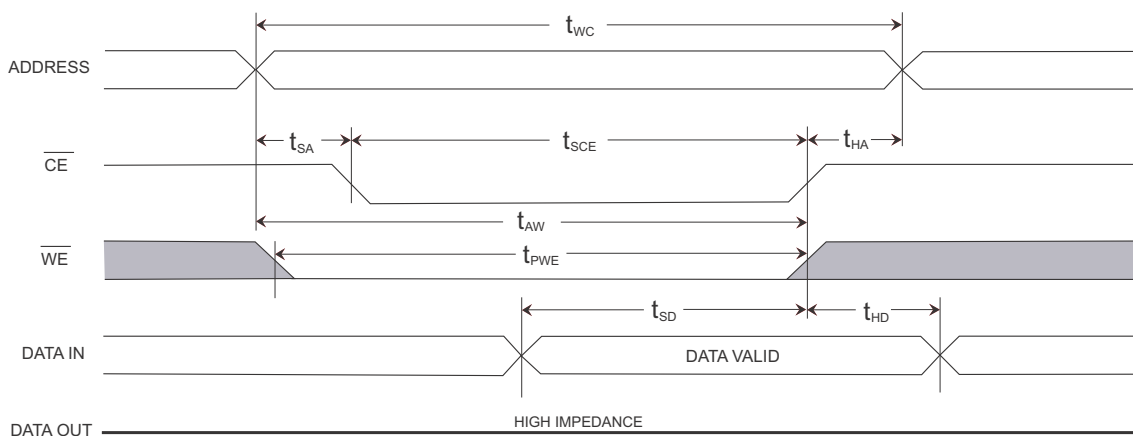 tWC
ADDRESS
tSA tSCE tHA
CE
tAW
WE
tPWE
tSD tHD
DATA IN DATA VALID
HIGH IMPEDANCE
DATA OUT